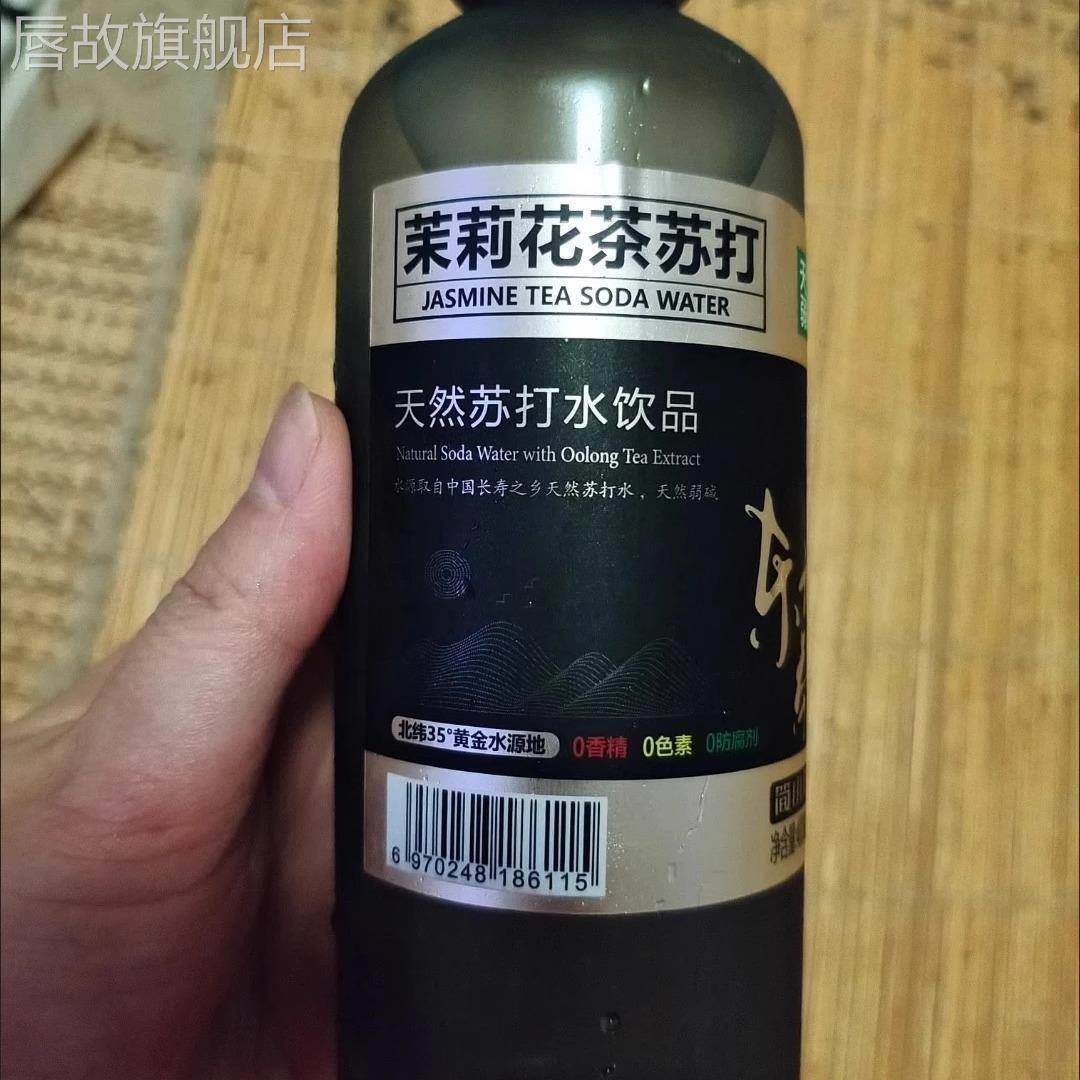 唇故旗舰店
茉莉花茶苏打
JASMINE TEA SODA WATER
天然苏打水饮品
Natural Soda Water with Oolong Tea Extract
水源取自中国长寿之乡天然苏打水，天然弱碱
北纬35°黄金水源地 0香精 0色素 0防腐剂
净含量
6 970248 186115